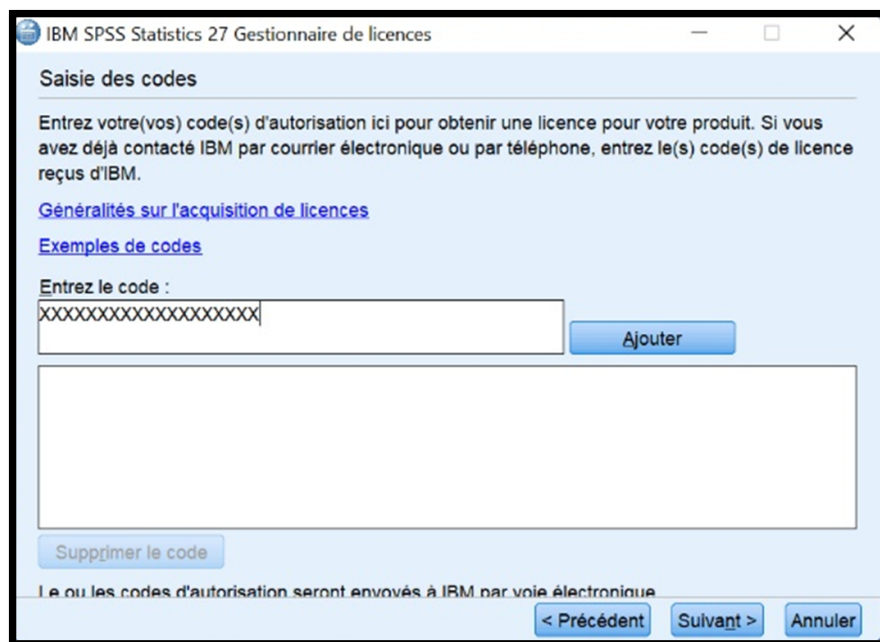 IBM SPSS Statistics 27 Gestionnaire de licences
Saisie des codes
Entrez votre(vos) code(s) d'autorisation ici pour obtenir une licence pour votre produit. Si vous
avez déjà contacté IBM par courrier électronique ou par téléphone, entrez le(s) code(s) de licence
reçus d'IBM.
Généralités sur l'acquisition de licences
Exemples de codes
Entrez le code :
XXXXXXXXXXXXXXXXXXX
Ajouter
Supprimer le code
Le ou les codes d'autorisation seront envoyés à IBM par voie électronique
< Précédent Suivant > Annuler